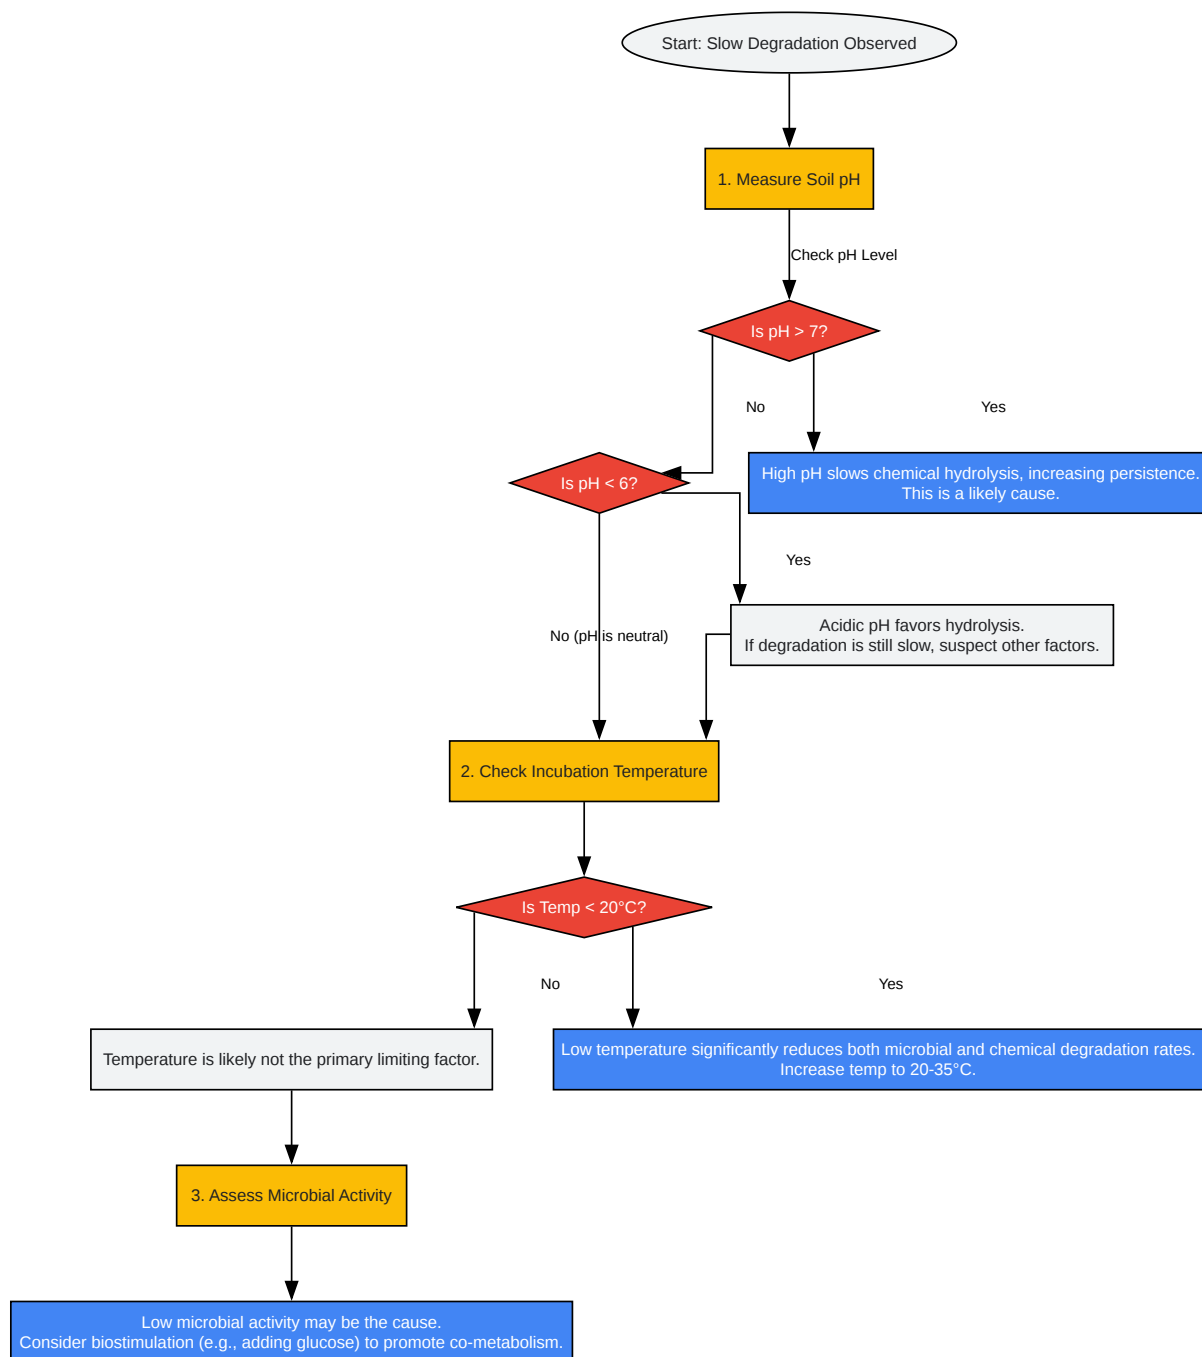 Start: Slow Degradation Observed
1. Measure Soil pH
Check pH Level
Is pH > 7?
No
Yes
Is pH < 6?
High pH slows chemical hydrolysis, increasing persistence.
This is a likely cause.
Yes
Acidic pH favors hydrolysis.
If degradation is still slow, suspect other factors.
No (pH is neutral)
2. Check Incubation Temperature
Is Temp < 20°C?
No
Yes
Temperature is likely not the primary limiting factor.
Low temperature significantly reduces both microbial and chemical degradation rates.
Increase temp to 20-35°C.
3. Assess Microbial Activity
Low microbial activity may be the cause.
Consider biostimulation (e.g., adding glucose) to promote co-metabolism.